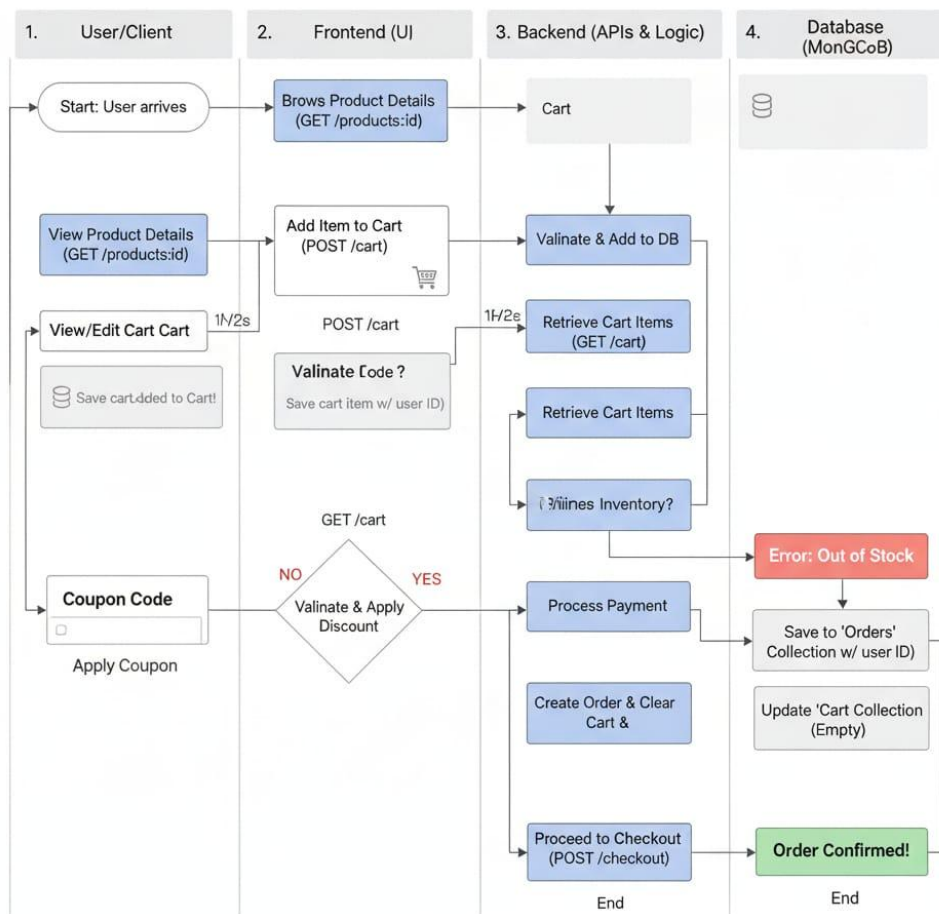 1. User/Client
2. Frontend (UI
3. Backend (APIs & Logic)
4. Database
(MonGCoB)
Start: User arrives
Brows Product Details
(GET /products:id)
Cart
View Product Details
(GET /products:id)
Add Item to Cart
(POST /cart)
Valinate & Add to DB
View/Edit Cart Cart
POST /cart
Retrieve Cart Items
(GET /cart)
Save cart.dded to Cart!
Valinate Code ?
Save cart item w/ user ID)
Retrieve Cart Items
Inventory?
GET /cart
Error: Out of Stock
NO
YES
Coupon Code
Valinate & Apply
Discount
Process Payment
Save to 'Orders'
Collection w/ user ID)
Apply Coupon
Create Order & Clear
Cart &
Update 'Cart Collection
(Empty)
Proceed to Checkout
(POST /checkout)
Order Confirmed!
End
End